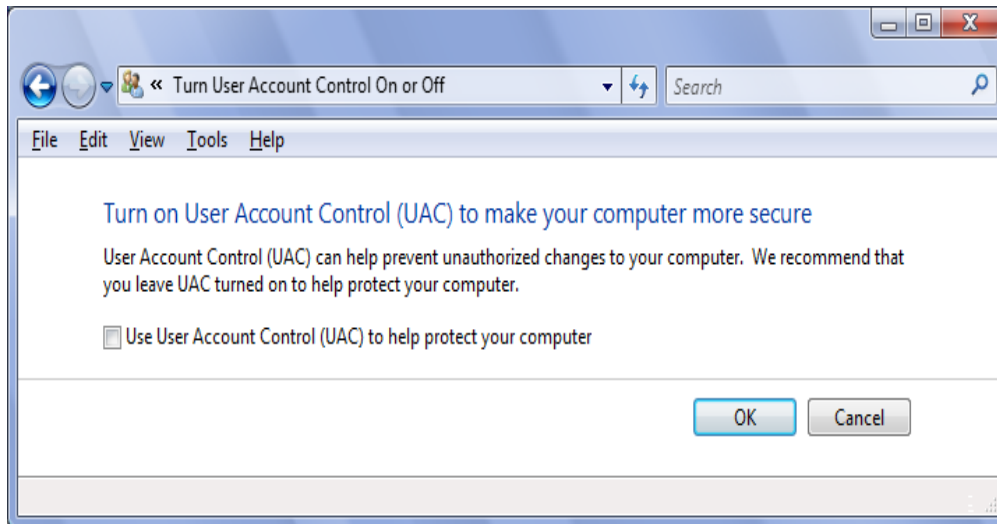 « Turn User Account Control On or Off
Search
File Edit View Tools Help
Turn on User Account Control (UAC) to make your computer more secure
User Account Control (UAC) can help prevent unauthorized changes to your computer. We recommend that
you leave UAC turned on to help protect your computer.
Use User Account Control (UAC) to help protect your computer
OK Cancel